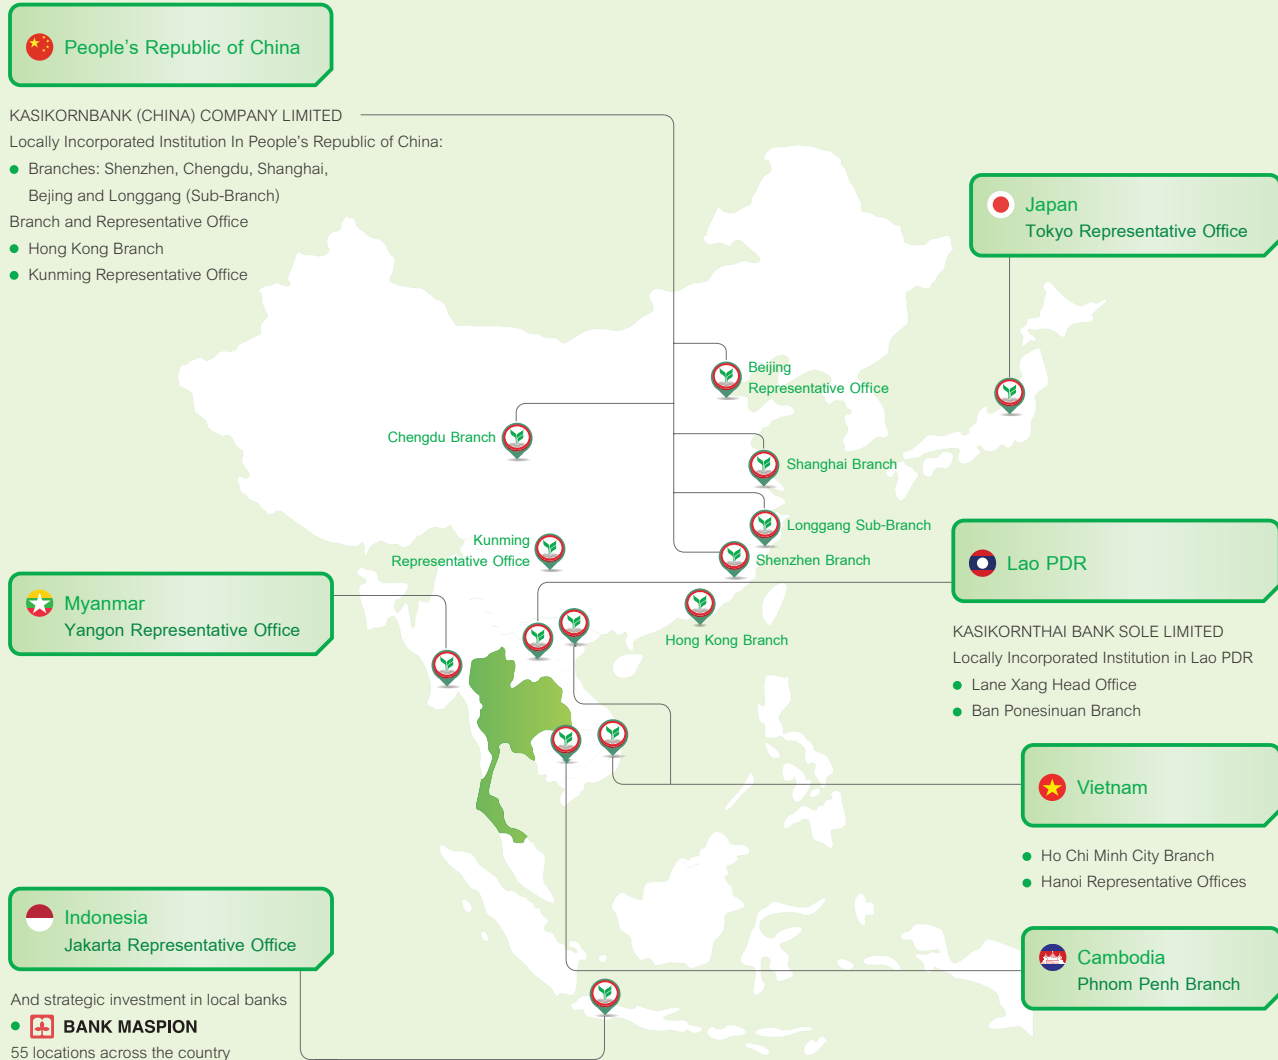 People's Republic of China
KASIKORNBANK (CHINA) COMPANY LIMITED
Locally Incorporated Institution In People's Republic of China:
Branches: Shenzhen, Chengdu, Shanghai,
Bejing and Longgang (Sub-Branch)
Branch and Representative Office
Hong Kong Branch
Kunming Representative Office
Japan
Tokyo Representative Office
Beijing
Representative Office
Chengdu Branch
Shanghai Branch
Longgang Sub-Branch
Kunming
Representative Office
Shenzhen Branch
Hong Kong Branch
Lao PDR
KASIKORNTHAI BANK SOLE LIMITED
Locally Incorporated Institution in Lao PDR
Lane Xang Head Office
Ban Ponesinuan Branch
Myanmar
Yangon Representative Office
Vietnam
Ho Chi Minh City Branch
Hanoi Representative Offices
Indonesia
Jakarta Representative Office
And strategic investment in local banks
BANK MASPION
55 locations across the country
Cambodia
Phnom Penh Branch